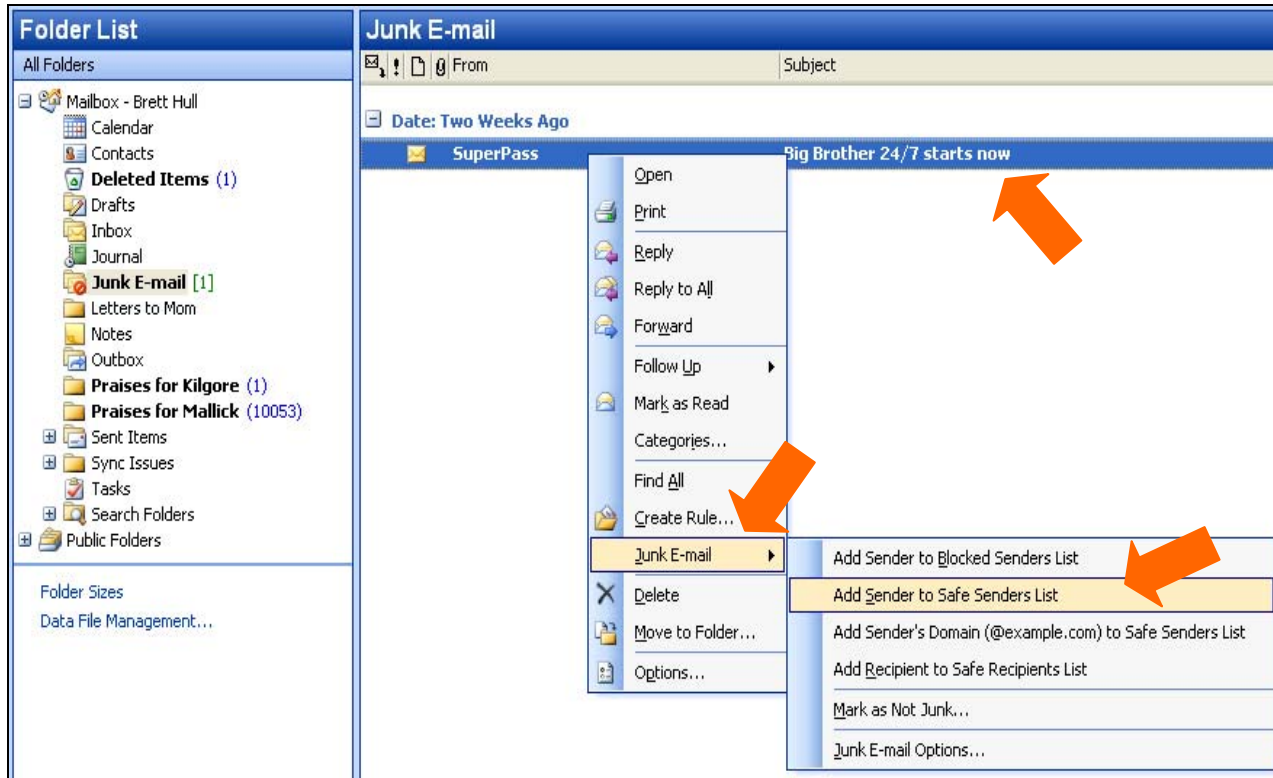 Folder List
All Folders
Mailbox - Brett Hull
Calendar
Contacts
Deleted Items (1)
Drafts
Inbox
Journal
Junk E-mail [1]
Letters to Mom
Notes
Outbox
Praises for Kilgore (1)
Praises for Mallick (10053)
Sent Items
Sync Issues
Tasks
Search Folders
Public Folders
Folder Sizes
Data File Management...
Junk E-mail
From Subject
Date: Two Weeks Ago
SuperPass Big Brother 24/7 starts now
Open
Print
Reply
Reply to All
Forward
Follow Up
Mark as Read
Categories...
Find All
Create Rule...
Junk E-mail
Delete
Move to Folder...
Options...
Add Sender to Blocked Senders List
Add Sender to Safe Senders List
Add Sender's Domain (@example.com) to Safe Senders List
Add Recipient to Safe Recipients List
Mark as Not Junk...
Junk E-mail Options...